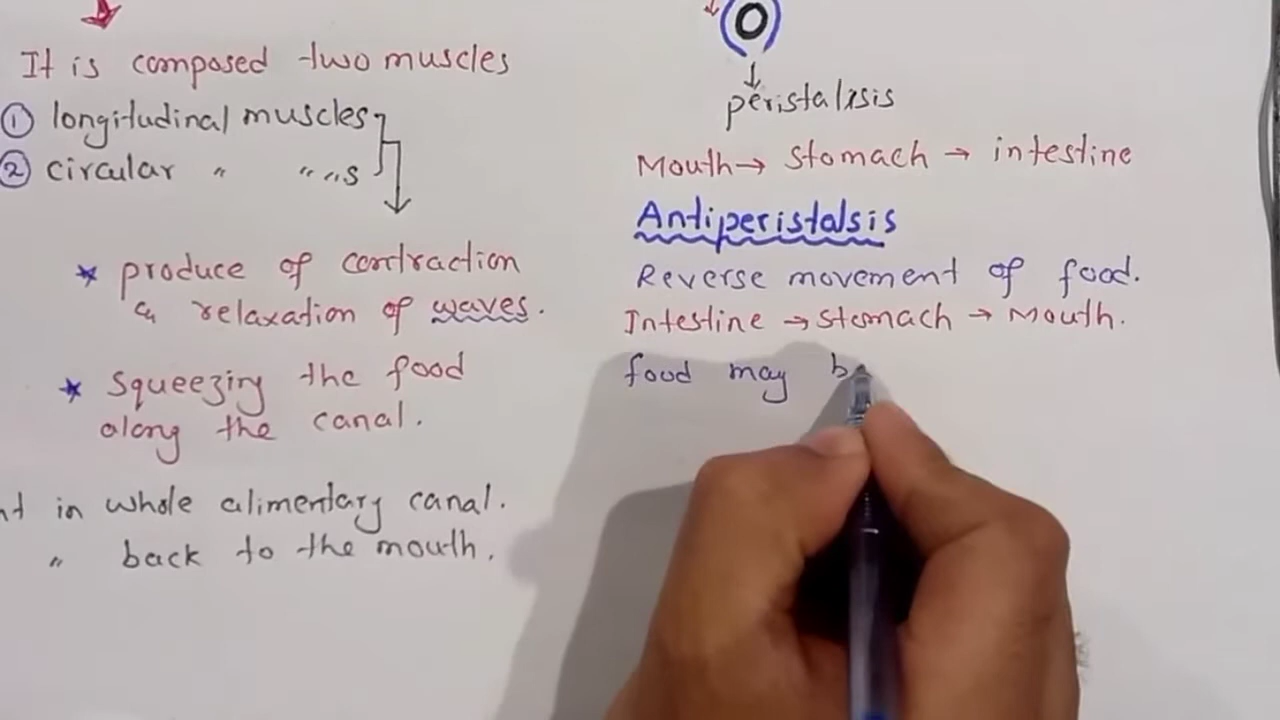 It is composed two muscles
① longitudinal muscles
② circular " " " s
* produce of contraction
& relaxation of waves.
* Squeezing the food
along the canal.
nt in whole alimentary canal.
" back to the mouth.
O
peristalsis
Mouth → Stomach → intestine
Antiperistalsis
Reverse movement of food.
Intestine → Stomach → Mouth.
food may b